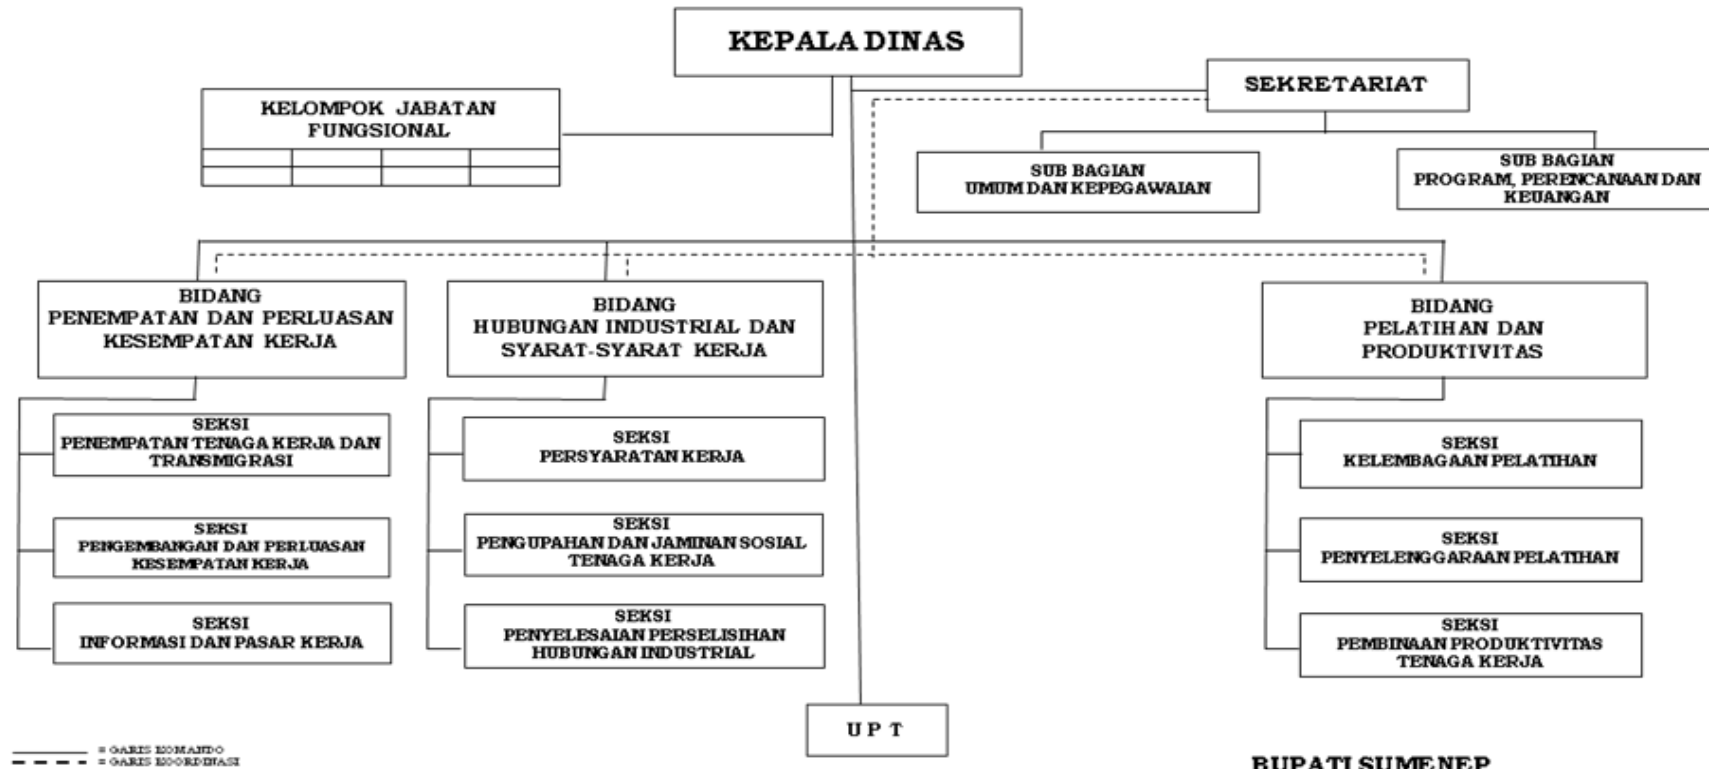 KEPALA DINAS
SEKRETARIAT
KELOMPOK JABATAN
FUNGSIONAL
SUB BAGIAN
UMUM DAN KEPEGAWAIAN
SUB BAGIAN
PROGRAM, PERENCANAAN DAN
KEUANGAN
BIDANG
PENEMPATAN DAN PERLUASAN
KESEMPATAN KERJA
BIDANG
HUBUNGAN INDUSTRIAL DAN
SYARAT-SYARAT KERJA
BIDANG
PELATIHAN DAN
PRODUKTIVITAS
SEKSI
PENEMPATAN TENAGA KERJA DAN
TRANSMIGRASI
SEKSI
PERSYARATAN KERJA
SEKSI
KELEMBAGAAN PELATIHAN
SEKSI
PENGEMBANGAN DAN PERLUASAN
KESEMPATAN KERJA
SEKSI
PENGUPAHAN DAN JAMINAN SOSIAL
TENAGA KERJA
SEKSI
PENYELENGGARAAN PELATIHAN
SEKSI
INFORMASI DAN PASAR KERJA
SEKSI
PENYELESAIAN PERSELISIHAN
HUBUNGAN INDUSTRIAL
SEKSI
PEMBINAAN PRODUKTIVITAS
TENAGA KERJA
U P T
= GARIS KOMANDO
= GARIS KOORDINASI
BUPATI SUMENEP